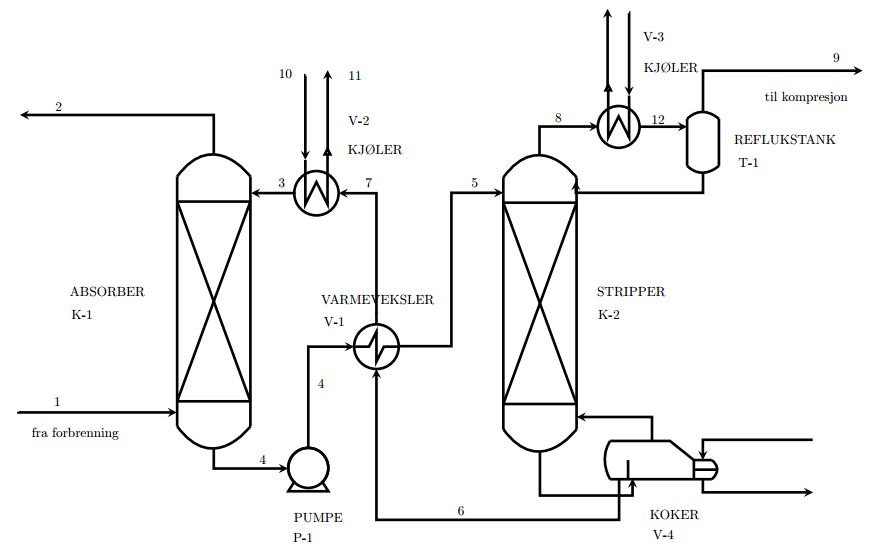 V-3
KJØLER
9
til kompresjon
10
11
2
V-2
KJØLER
8
12
REFLUKSTANK
T-1
3
7
5
ABSORBER
K-1
VARMEVEKSLER
V-1
STRIPPER
K-2
4
1
fra forbrenning
4
6
PUMPE
P-1
KOKER
V-4